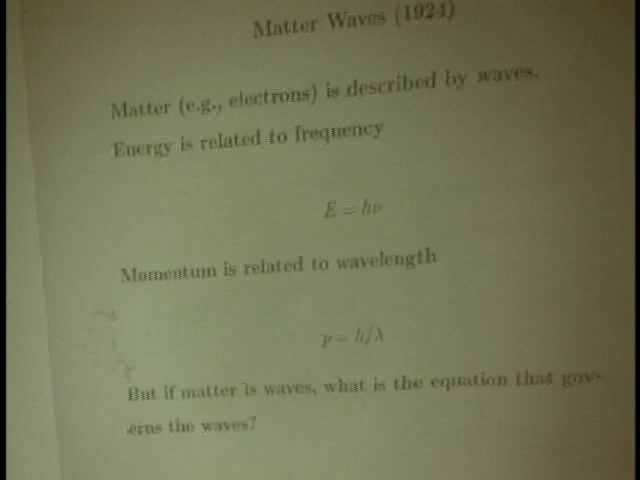 Matter Waves (1924)
Matter (e.g., electrons) is described by waves.
Energy is related to frequency
E = hν
Momentum is related to wavelength
p = h/λ
But if matter is waves, what is the equation that gov-
erns the waves?